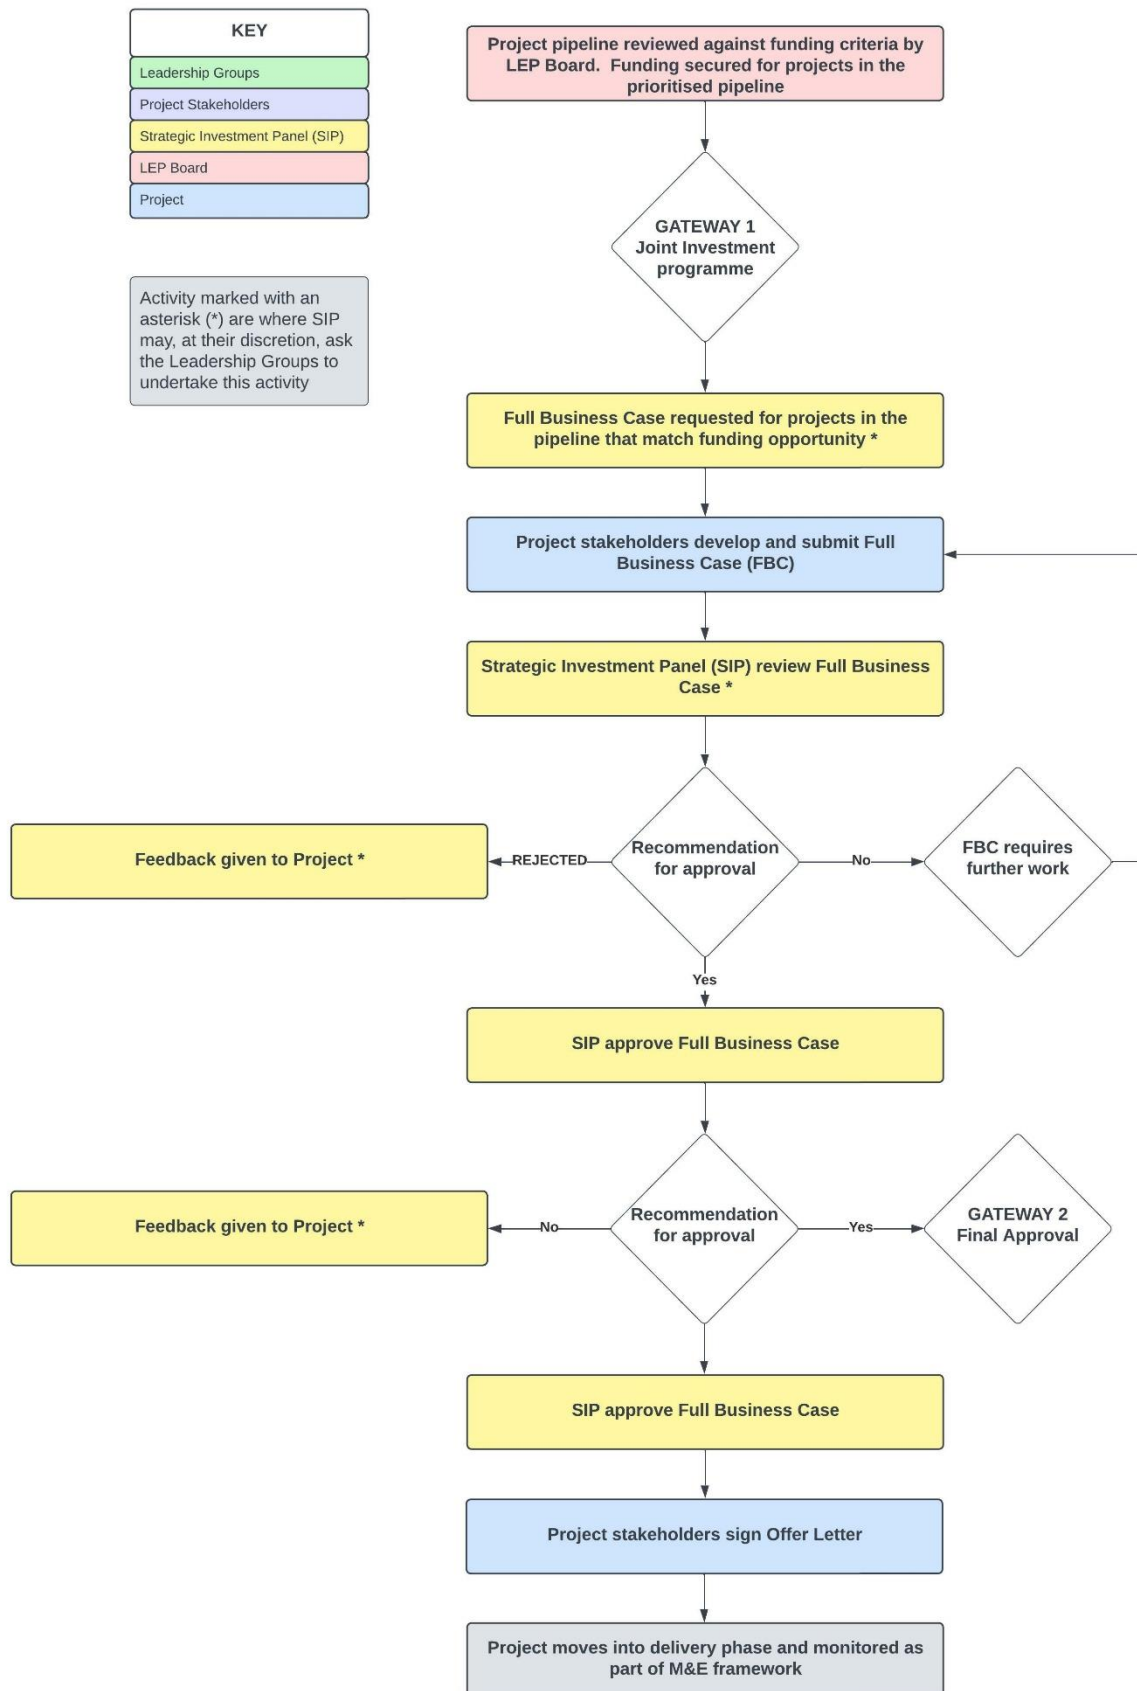 KEY
Leadership Groups
Project Stakeholders
Strategic Investment Panel (SIP)
LEP Board
Project
Activity marked with an
asterisk (*) are where SIP
may, at their discretion, ask
the Leadership Groups to
undertake this activity
Project pipeline reviewed against funding criteria by
LEP Board.  Funding secured for projects in the
prioritised pipeline
GATEWAY 1
Joint Investment
programme
Full Business Case requested for projects in the
pipeline that match funding opportunity *
Project stakeholders develop and submit Full
Business Case (FBC)
Strategic Investment Panel (SIP) review Full Business
Case *
Feedback given to Project *
REJECTED
Recommendation
for approval
No
FBC requires
further work
Yes
SIP approve Full Business Case
Feedback given to Project *
No
Recommendation
for approval
Yes
GATEWAY 2
Final Approval
SIP approve Full Business Case
Project stakeholders sign Offer Letter
Project moves into delivery phase and monitored as
part of M&E framework